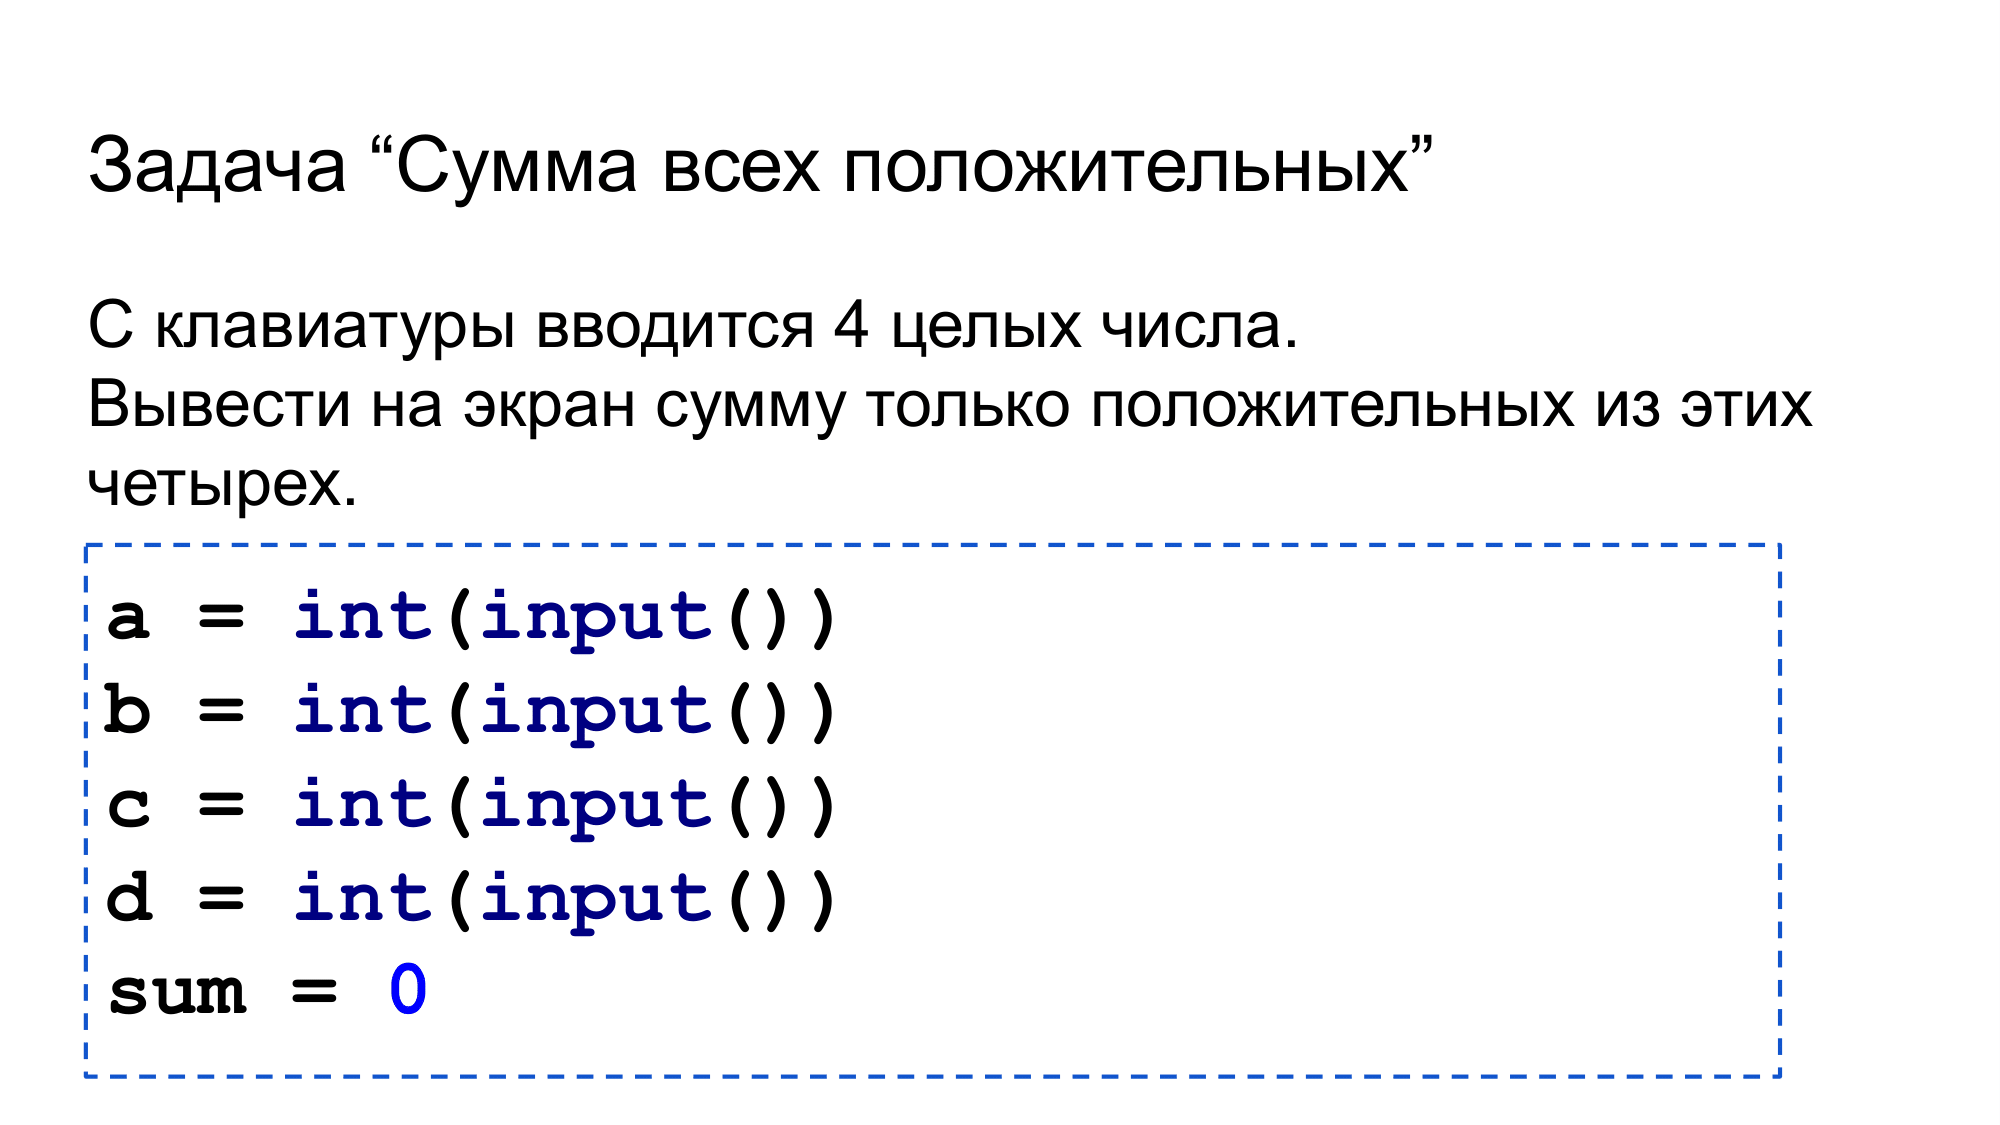 Задача “Сумма всех положительных”
С клавиатуры вводится 4 целых числа.
Вывести на экран сумму только положительных из этих
четырех.
a = int(input())
b = int(input())
c = int(input())
d = int(input())
sum = 0